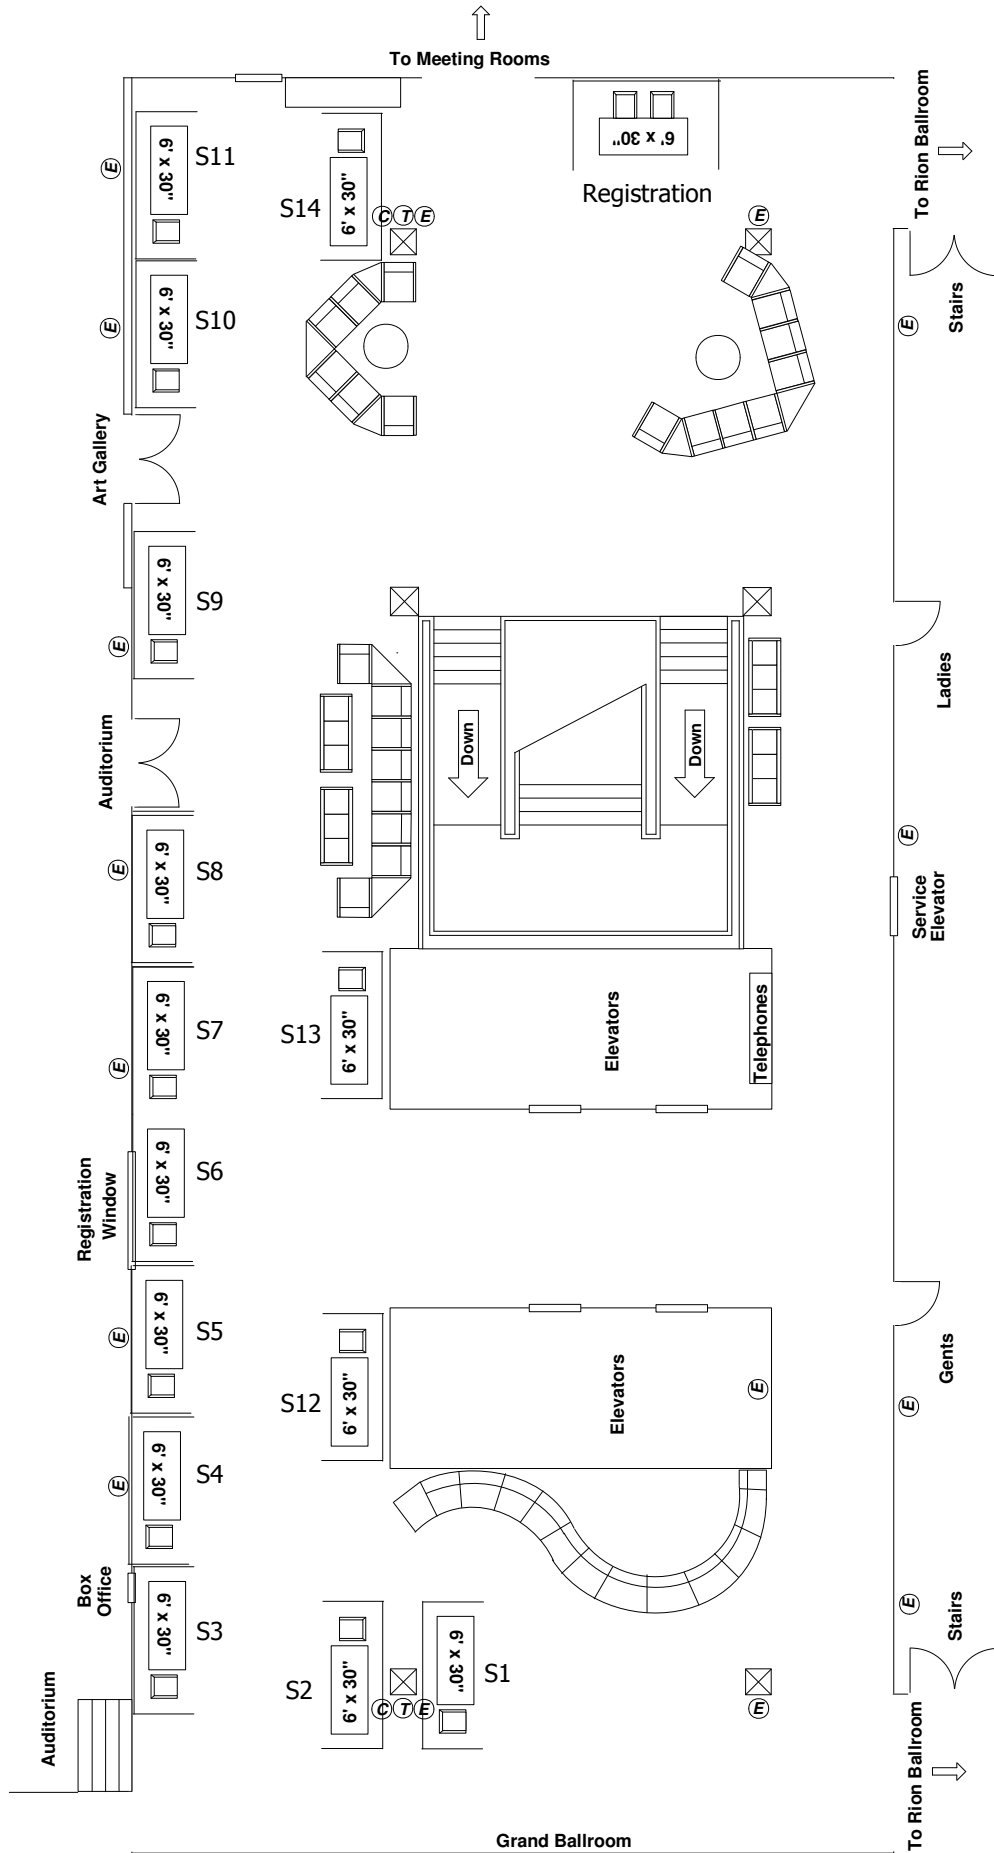 To Meeting Rooms
6' x 30"
S11
E
6' x 30"
S14
C T E
6' x 30"
Registration
E
To Rion Ballroom
Stairs
E
6' x 30"
S10
E
Art Gallery
6' x 30"
S9
E
Ladies
Down
Down
Auditorium
6' x 30"
S8
E
E
Service
Elevator
6' x 30"
S7
E
6' x 30"
S13
Elevators
Telephones
6' x 30"
S6
Registration
Window
6' x 30"
S5
E
6' x 30"
S12
Elevators
E
Gents
E
6' x 30"
S4
E
Box
Office
6' x 30"
S3
6' x 30"
S2
C T E
6' x 30"
S1
E
E
Stairs
Auditorium
To Rion Ballroom
Grand Ballroom